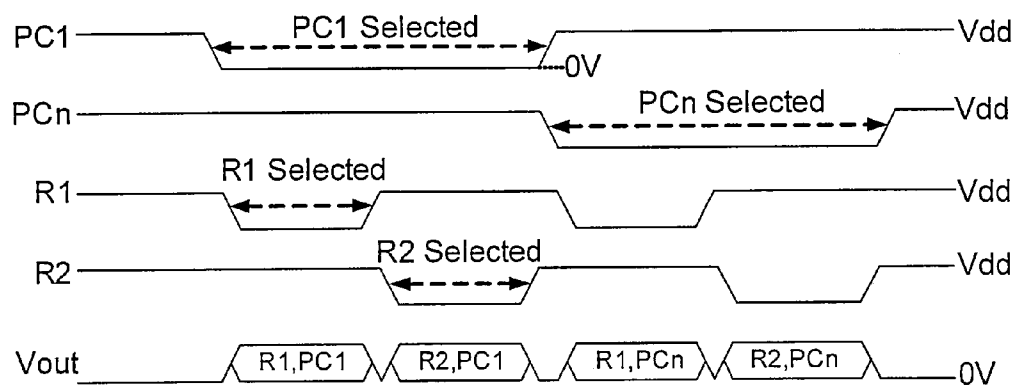 PC1 PC1 Selected Vdd
0V
PCn PCn Selected Vdd
R1 R1 Selected Vdd
R2 R2 Selected Vdd
Vout R1,PC1 R2,PC1 R1,PCn R2,PCn 0V